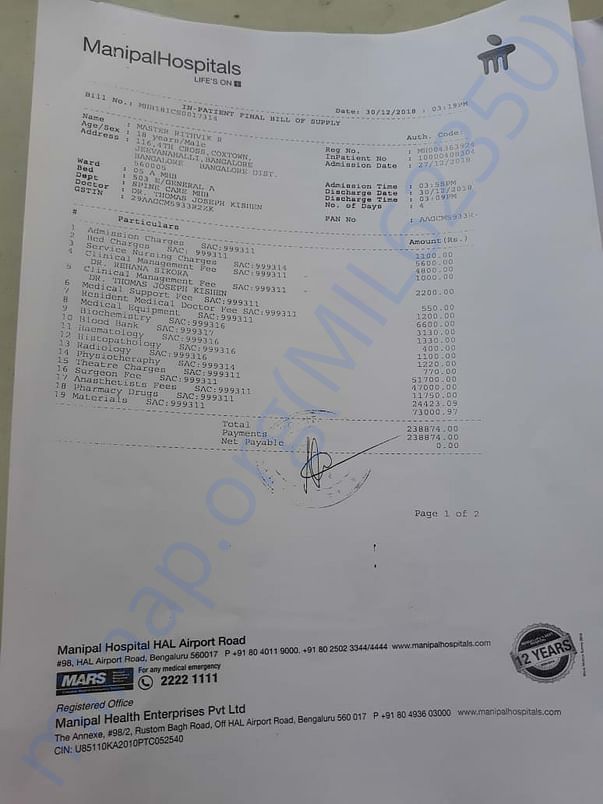 ManipalHospitals
LIFE'S ON
IN-PATIENT FINAL BILL OF SUPPLY
Bill No.: Date: 30/12/2018 : 03:19PM
Name : MASTER RITHVIK R Auth. Code:
Age/Sex : 18 years/Male Reg No. : MH004363924
Address : 116,4TH CROSS,COXTOWN, InPatient No : 10000408304
JEEVANAHALLI,BANGALORE Admission Date : 27/12/2018
BANGALORE BANGALORE DIST.
560005 Admission Time : 03:58PM
Ward : 05 A MHB Discharge Date : 30/12/2018
Bed : 503 E/GENERAL A Discharge Time : 03:09PM
Dept : SPINE CARE MHB No. of Days : 4
Doctor : DR. THOMAS JOSEPH KISHEN
GSTIN : 29AAGCM5933R2ZK PAN No :
# Particulars Amount(Rs.)
1 Admission Charges SAC:999311 1100.00
2 Bed Charges SAC:999311 5600.00
3 Service Nursing Charges SAC:999314 4800.00
4 Clinical Management Fee SAC:999311 1000.00
DR. REHANA SIKORA
5 Clinical Management Fee SAC:999311 2200.00
DR. THOMAS JOSEPH KISHEN
6 Medical Support Fee SAC:999311 550.00
7 Resident Medical Doctor Fee SAC:999311 1200.00
8 Medical Equipment SAC:999311 6600.00
9 Biochemistry SAC:999316 3130.00
10 Blood Bank SAC:999317 1330.00
11 Haematology SAC:999316 400.00
12 Histopathology SAC:999316 1100.00
13 Radiology SAC:999316 1220.00
14 Physiotheraphy SAC:999314 770.00
15 Theatre Charges SAC:999311 51700.00
16 Surgeon Fee SAC:999311 47000.00
17 Anasthetists Fees SAC:999311 11750.00
18 Pharmacy Drugs SAC:999311 24423.09
19 Materials SAC:999311 73000.97
Total 238874.00
Payments 238874.00
Net Payable 0.00
Page 1 of 2
Manipal Hospital HAL Airport Road
#98, HAL Airport Road, Bengaluru 560017 P +91 80 4011 9000. +91 80 2502 3344/4444 www.manipalhospitals.com
MARS
For any medical emergency
2222 1111
12 YEARS
Registered Office
Manipal Health Enterprises Pvt Ltd
The Annexe, #98/2, Rustom Bagh Road, Off HAL Airport Road, Bengaluru 560 017 P +91 80 4936 03000 www.manipalhospitals.com
CIN: U85110KA2010PTC052540